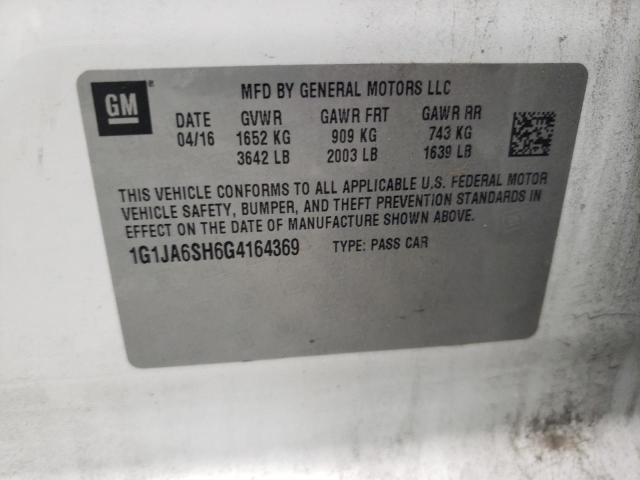 GM
MFD BY GENERAL MOTORS LLC
DATE GVWR GAWR FRT GAWR RR
04/16 1652 KG 909 KG 743 KG
3642 LB 2003 LB 1639 LB
THIS VEHICLE CONFORMS TO ALL APPLICABLE U.S. FEDERAL MOTOR
VEHICLE SAFETY, BUMPER, AND THEFT PREVENTION STANDARDS IN
EFFECT ON THE DATE OF MANUFACTURE SHOWN ABOVE.
1G1JA6SH6G4164369 TYPE: PASS CAR